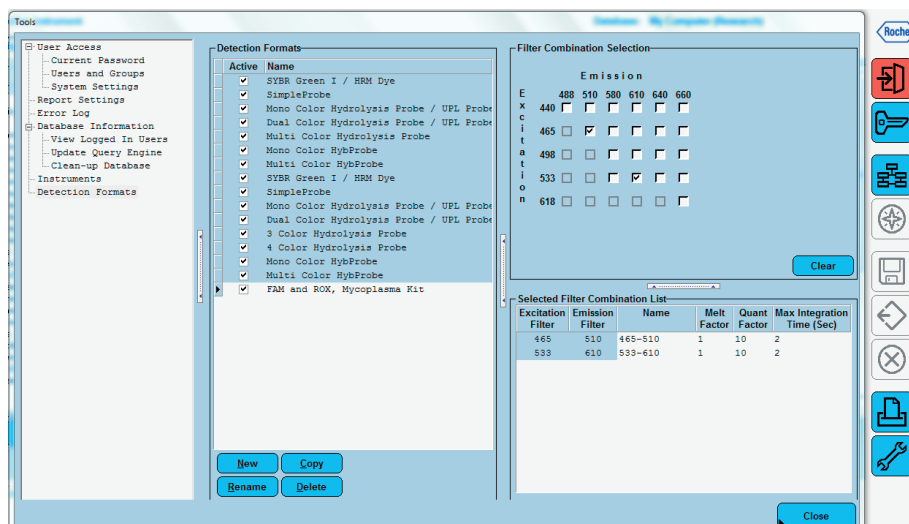 Tools
User Access
Current Password
Users and Groups
System Settings
Report Settings
Error Log
Database Information
View Logged In Users
Update Query Engine
Clean-up Database
Instruments
Detection Formats
Detection Formats
Active Name
SYBR Green I / HRM Dye
SimpleProbe
Mono Color Hydrolysis Probe / UPL Probe
Dual Color Hydrolysis Probe / UPL Probe
Multi Color Hydrolysis Probe
Mono Color HybProbe
Multi Color HybProbe
SYBR Green I / HRM Dye
SimpleProbe
Mono Color Hydrolysis Probe / UPL Probe
Dual Color Hydrolysis Probe / UPL Probe
3 Color Hydrolysis Probe
4 Color Hydrolysis Probe
Mono Color HybProbe
Multi Color HybProbe
FAM and ROX, Mycoplasma Kit
New Copy
Rename Delete
Filter Combination Selection
Emission
Excitation
488 510 580 610 640 660
440
465
498
533
618
Clear
Selected Filter Combination List
Excitation Filter Emission Filter Name Melt Factor Quant Factor Max Integration Time (Sec)
465 510 465-510 1 10 2
533 610 533-610 1 10 2
Close
Roche